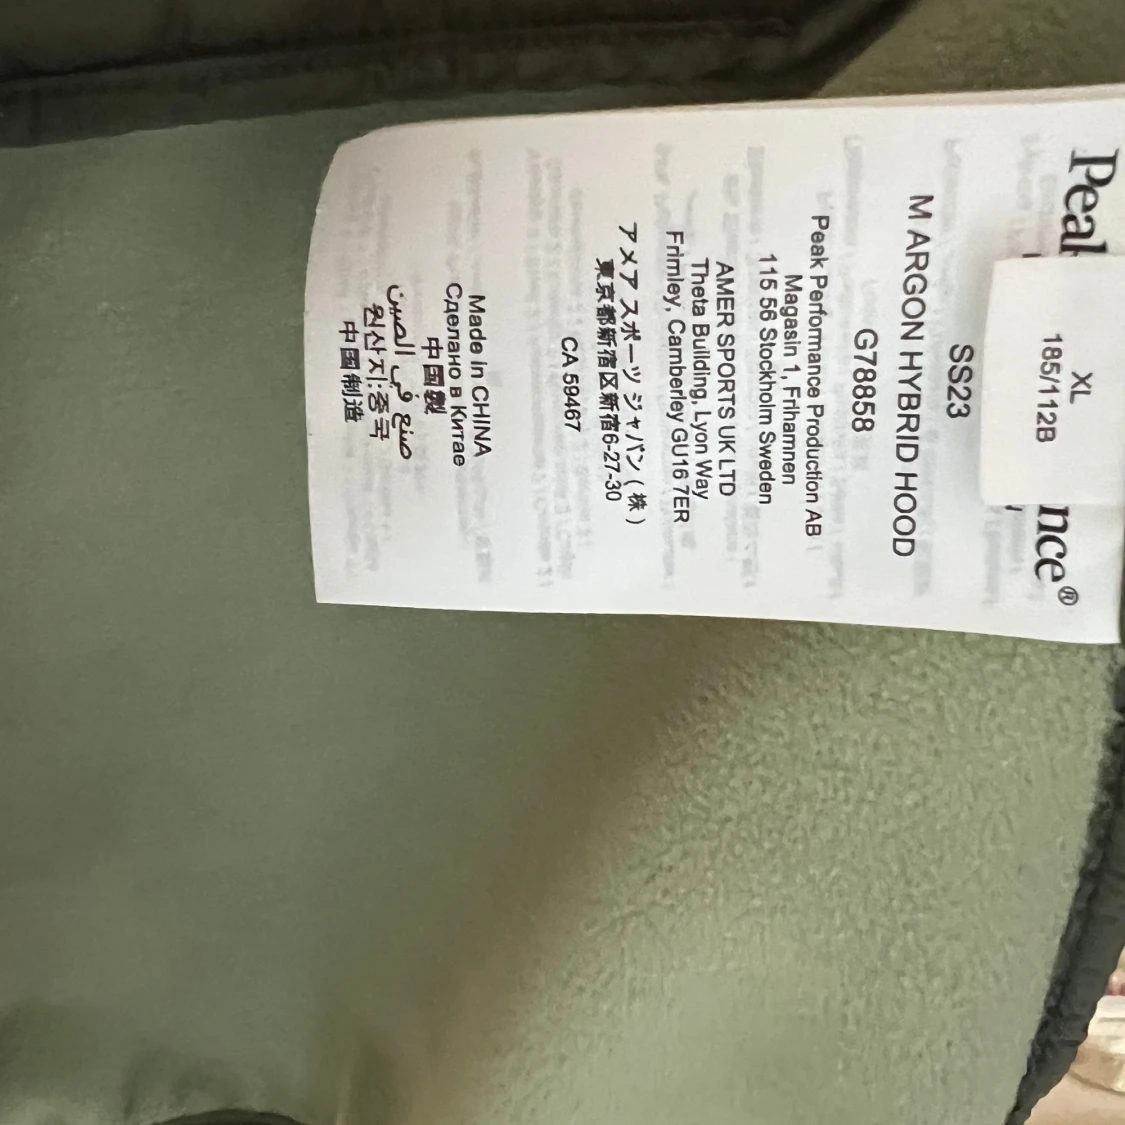 Peak
nce®
XL
185/112B
SS23
M ARGON HYBRID HOOD
G78858
Peak Performance Production AB
Magasin 1, Frihamnen
115 56 Stockholm Sweden
AMER SPORTS UK LTD
Theta Building, Lyon Way
Frimley, Camberley GU16 7ER
アメア スポーツ ジャパン（株）
東京都新宿区新宿6-27-30
CA 59467
Made in CHINA
Сделано в Китае
中国製
صنع في الصين
원산지:중국
中国制造